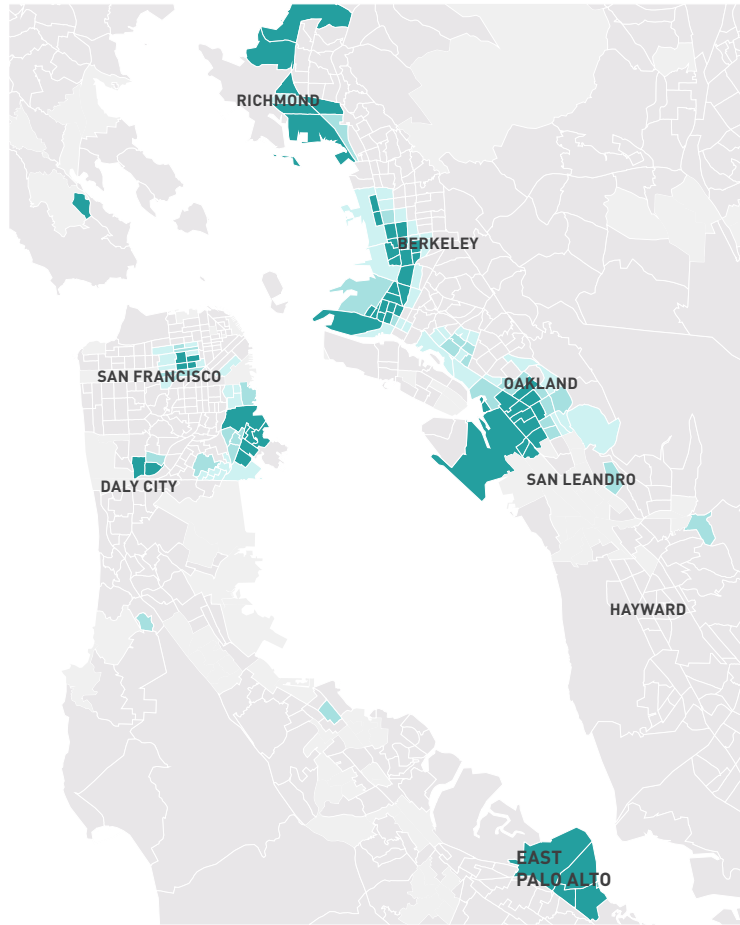 RICHMOND
BERKELEY
SAN FRANCISCO
OAKLAND
DALY CITY
SAN LEANDRO
HAYWARD
EAST
PALO ALTO